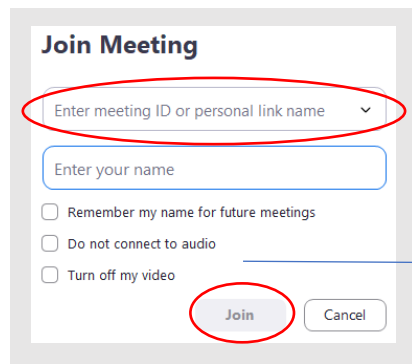 Join Meeting
Enter meeting ID or personal link name
Enter your name
Remember my name for future meetings
Do not connect to audio
Turn off my video
Join Cancel